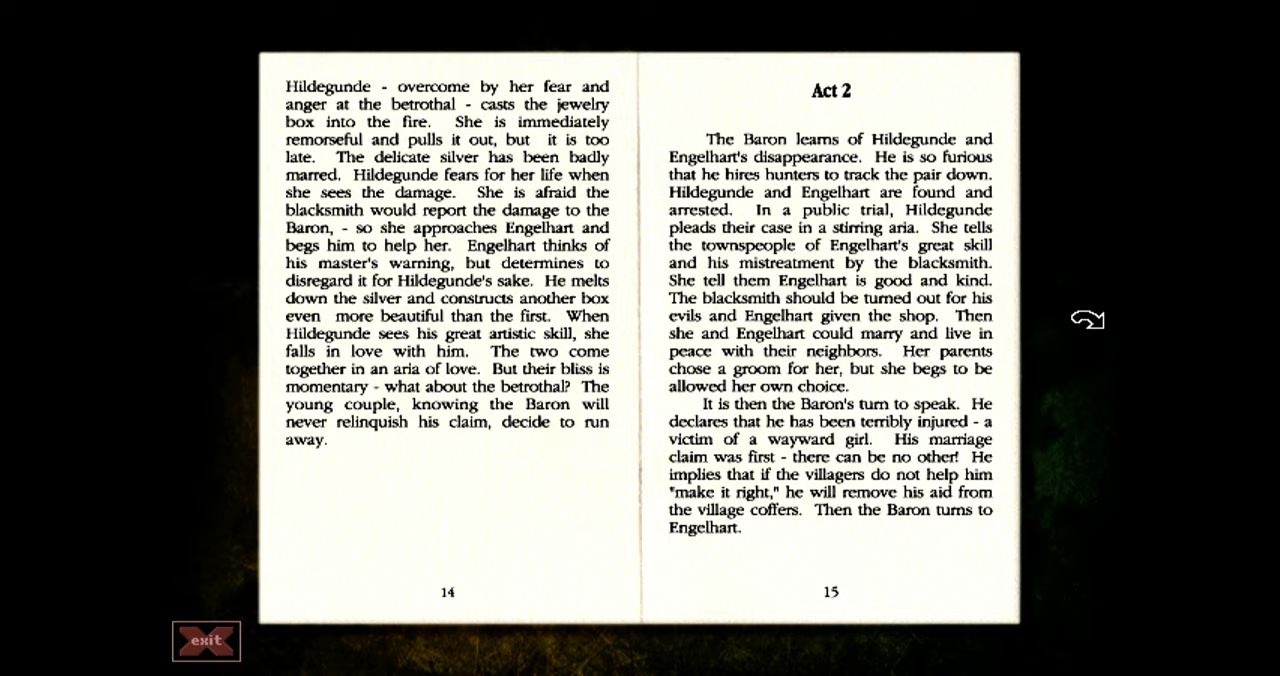 Hildegunde - overcome by her fear and
anger at the betrothal - casts the jewelry
box into the fire. She is immediately
remorseful and pulls it out, but it is too
late. The delicate silver has been badly
marred. Hildegunde fears for her life when
she sees the damage. She is afraid the
blacksmith would report the damage to the
Baron, - so she approaches Engelhart and
begs him to help her. Engelhart thinks of
his master's warning, but determines to
disregard it for Hildegunde's sake. He melts
down the silver and constructs another box
even more beautiful than the first. When
Hildegunde sees his great artistic skill, she
falls in love with him. The two come
together in an aria of love. But their bliss is
momentary - what about the betrothal? The
young couple, knowing the Baron will
never relinquish his claim, decide to run
away.
14
Act 2
The Baron learns of Hildegunde and
Engelhart's disappearance. He is so furious
that he hires hunters to track the pair down.
Hildegunde and Engelhart are found and
arrested. In a public trial, Hildegunde
pleads their case in a stirring aria. She tells
the townspeople of Engelhart's great skill
and his mistreatment by the blacksmith.
She tell them Engelhart is good and kind.
The blacksmith should be turned out for his
evils and Engelhart given the shop. Then
she and Engelhart could marry and live in
peace with their neighbors. Her parents
chose a groom for her, but she begs to be
allowed her own choice.
It is then the Baron's turn to speak. He
declares that he has been terribly injured - a
victim of a wayward girl. His marriage
claim was first - there can be no other! He
implies that if the villagers do not help him
"make it right," he will remove his aid from
the village coffers. Then the Baron turns to
Engelhart.
15
exit